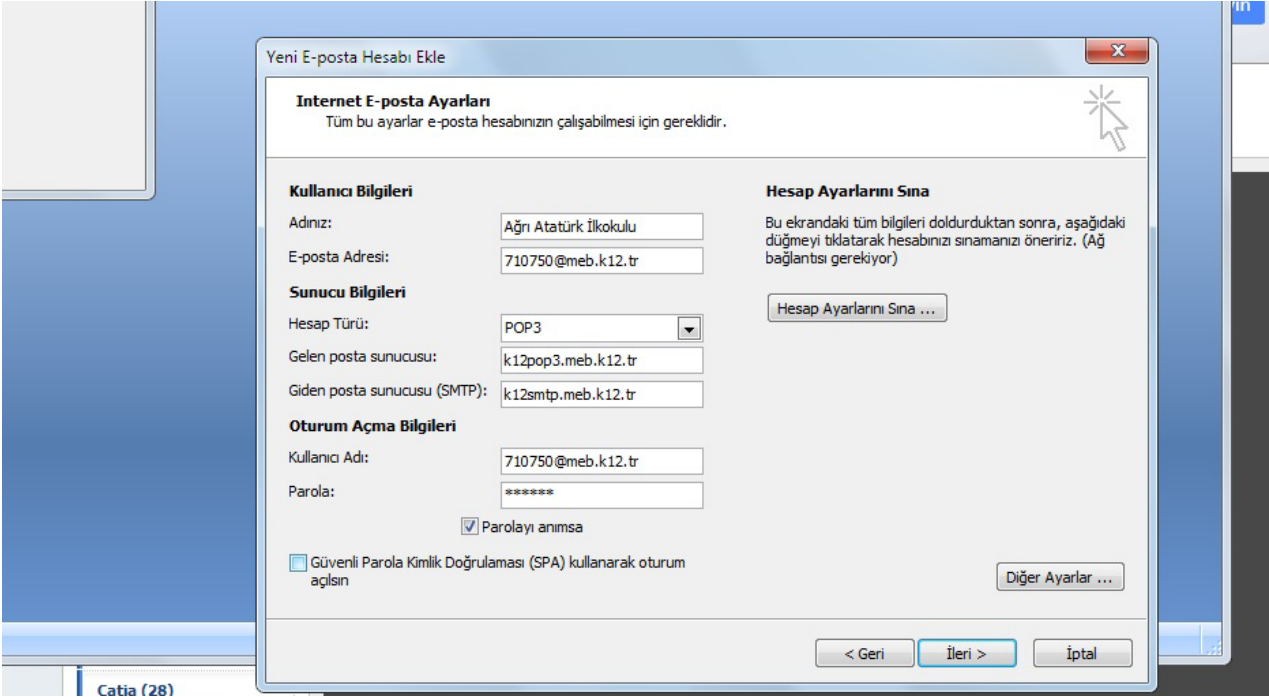 Yeni E-posta Hesabı Ekle
Internet E-posta Ayarları
Tüm bu ayarlar e-posta hesabınızın çalışabilmesi için gereklidir.
Kullanıcı Bilgileri
Adınız:
Ağrı Atatürk İlkokulu
E-posta Adresi:
710750@meb.k12.tr
Sunucu Bilgileri
Hesap Türü:
POP3
Gelen posta sunucusu:
k12pop3.meb.k12.tr
Giden posta sunucusu (SMTP):
k12smtp.meb.k12.tr
Oturum Açma Bilgileri
Kullanıcı Adı:
710750@meb.k12.tr
Parola:
******
Parolayı anımsa
Güvenli Parola Kimlik Doğrulaması (SPA) kullanarak oturum
açılsın
Hesap Ayarlarını Sına
Bu ekrandaki tüm bilgileri doldurduktan sonra, aşağıdaki
düğmeyi tıklatarak hesabınızı sınamanızı öneririz. (Ağ
bağlantısı gerekiyor)
Hesap Ayarlarını Sına ...
Diğer Ayarlar ...
< Geri
İleri >
İptal
Catia (28)